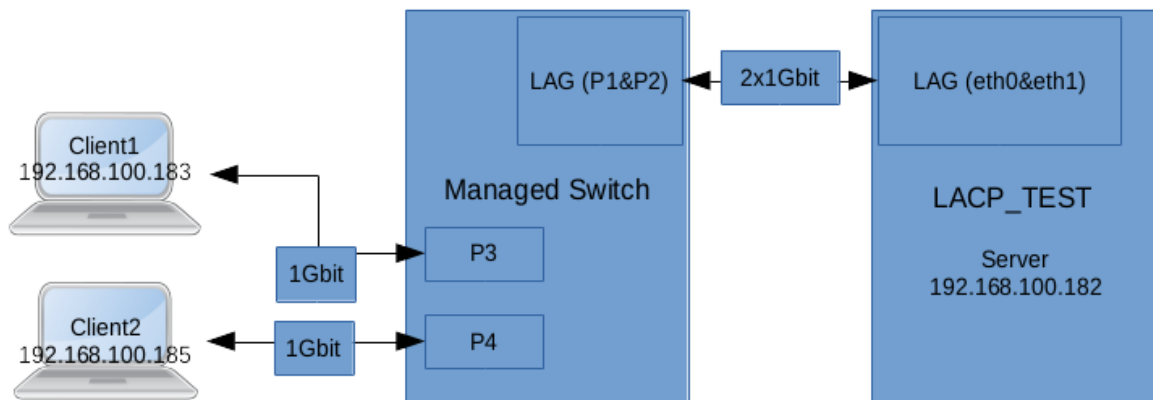 LAG (P1&P2)
2x1Gbit
LAG (eth0&eth1)
Client1
192.168.100.183
Managed Switch
LACP_TEST
P3
1Gbit
Server
192.168.100.182
Client2
192.168.100.185
1Gbit
P4